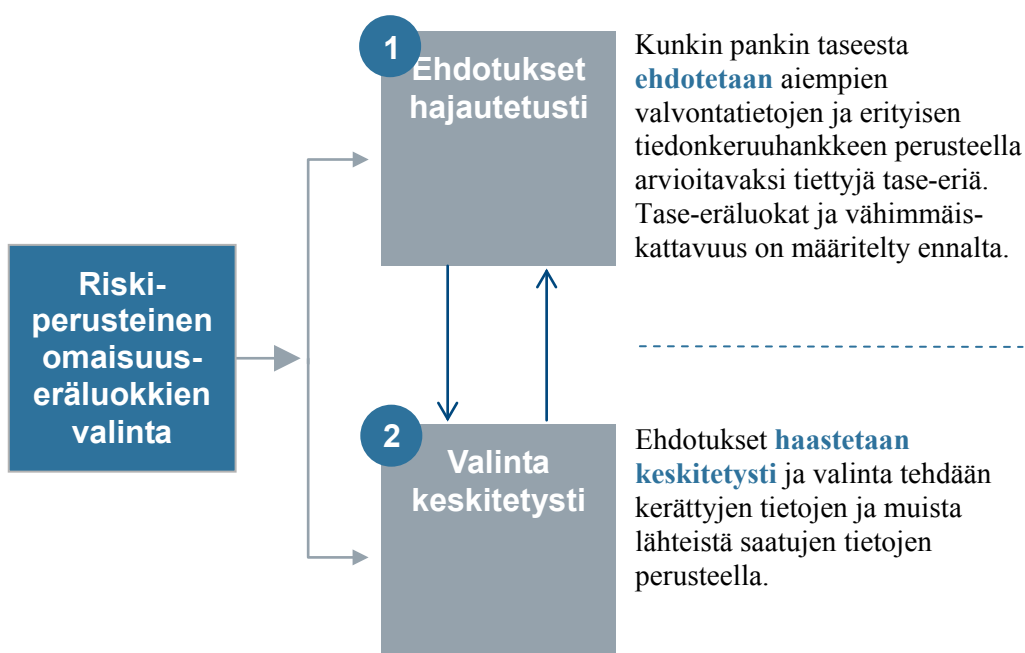 Riski-
perusteinen
omaisuus-
eräluokkien
valinta
1
Ehdotukset
hajautetusti
Kunkin pankin taseesta
ehdotetaan aiempien
valvontatietojen ja erityisen
tiedonkeruuhankkeen perusteella
arvioitavaksi tiettyjä tase-eriä.
Tase-eräluokat ja vähimmäis-
kattavuus on määritelty ennalta.
2
Valinta
keskitetysti
Ehdotukset haastetaan
keskitetysti ja valinta tehdään
kerättyjen tietojen ja muista
lähteistä saatujen tietojen
perusteella.